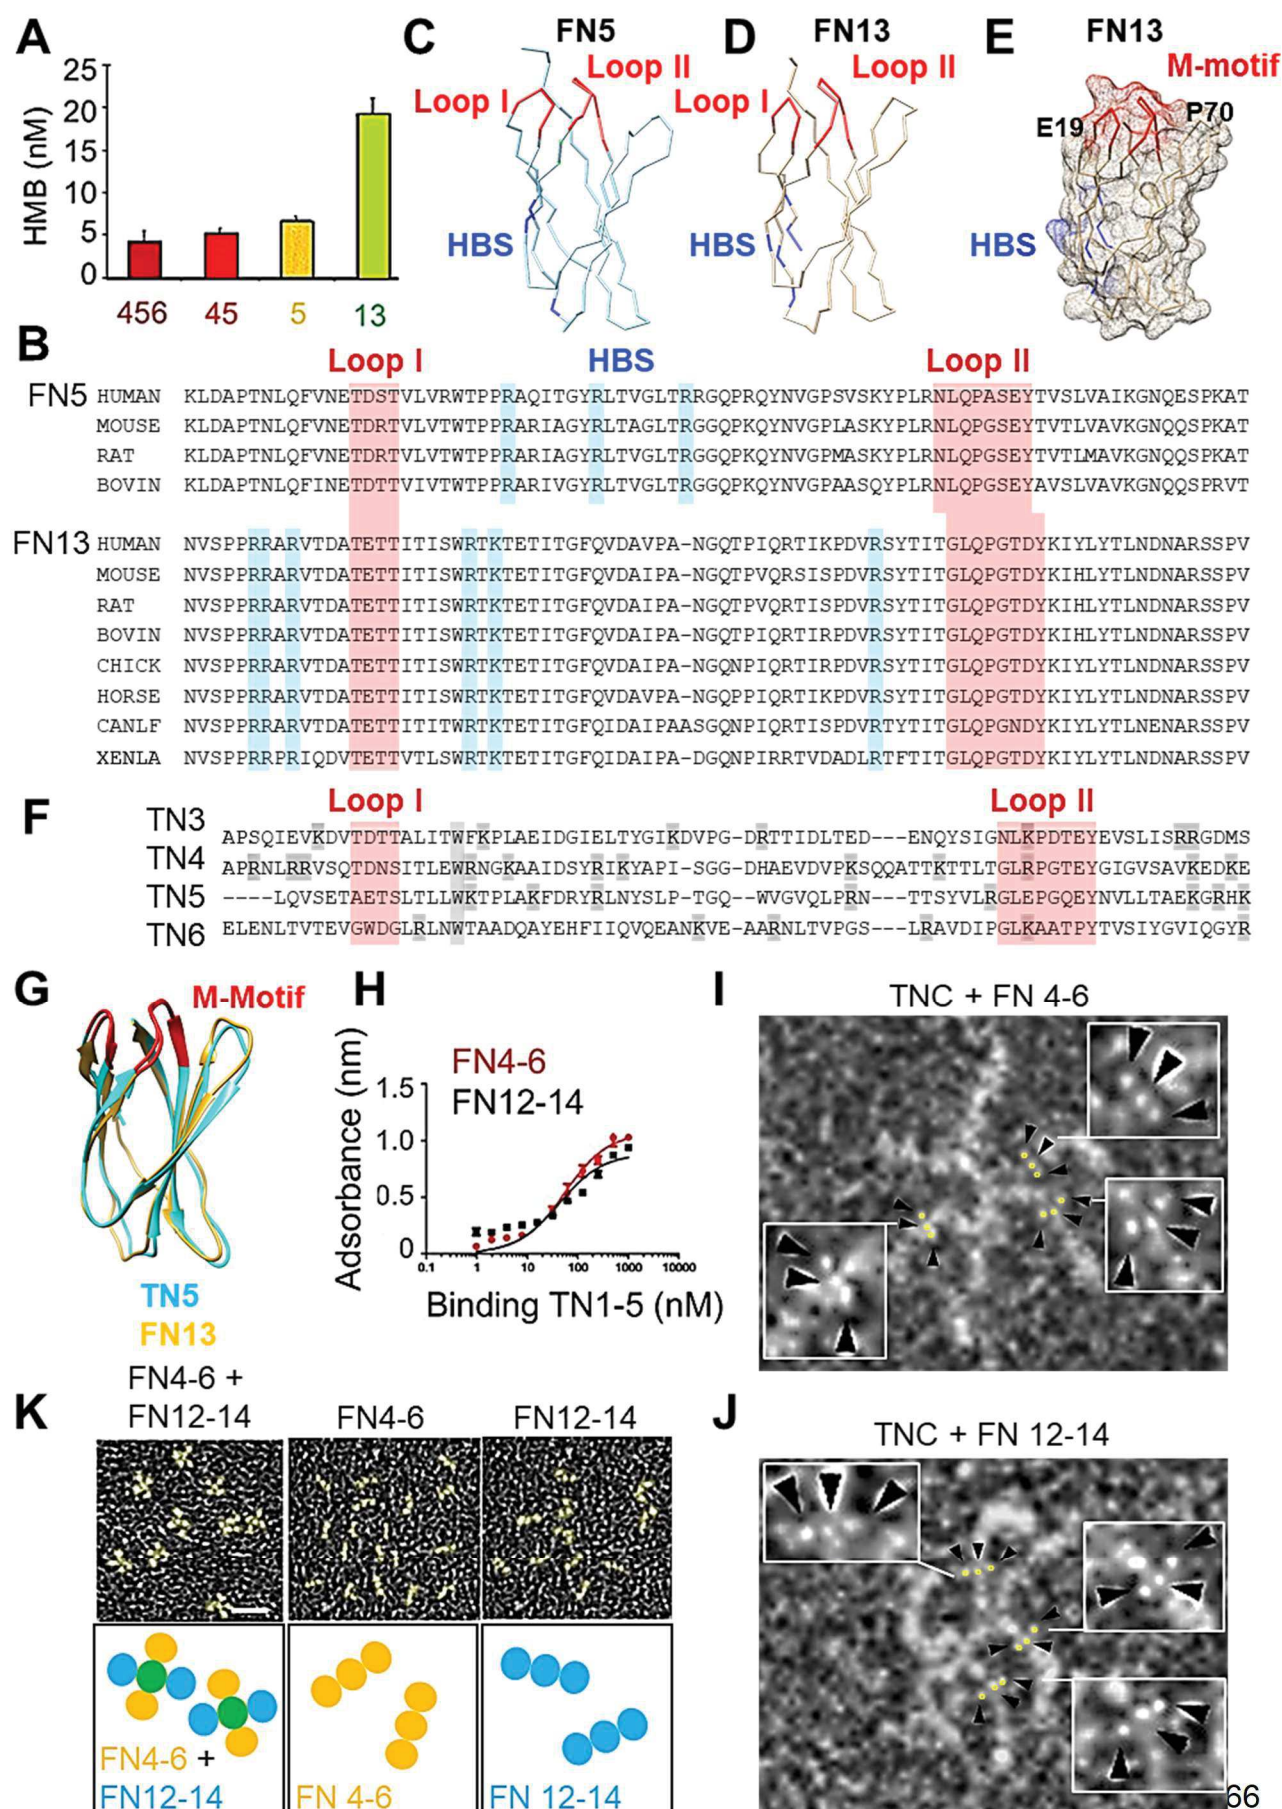 A
HMB (nM)
25
20
15
10
5
0
456 45 5 13
C
FN5
Loop II
Loop I
HBS
D
FN13
Loop II
Loop I
HBS
E
FN13
M-motif
E19
P70
HBS
B
Loop I HBS Loop II
FN5 HUMAN KLDAPTNLQFVNETDSTVLVRWTPPRAQITGYRLTVGLTRRGQPRQYNVGPSVSKYPLRNLQPASEYTVSLVAIKGNQESPKAT
MOUSE KLDAPTNLQFVNETDRTVLVTWTPPRARIAGYRLTAGLTRGGQPKQYNVGPLASKYPLRNLQPGSEYTVTLVAVKGNQQSPKAT
RAT KLDAPTNLQFVNETDRTVLVTWTPPRARIAGYRLTVGLTRGGQPKQYNVGPMASKYPLRNLQPGSEYTVTLMAVKGNQQSPKAT
BOVIN KLDAPTNLQFINETDTTVIVTWTPPRARIVGYRLTVGLTRGGQPKQYNVGPAASQYPLRNLQPGSEYAVSLVAVKGNQQSPRVT
FN13 HUMAN NVSPPRRARVTDATETTITISWRTKTETITGFQVDAVPA-NGQTPIQRTIKPDVRSYTITGLQPGTDYKIYLYTLNDNARSSPV
MOUSE NVSPPRRARVTDATETTITISWRTKTETITGFQVDAIPA-NGQTPVQRSISPDVRSYTITGLQPGTDYKIHLYTLNDNARSSPV
RAT NVSPPRRARVTDATETTITISWRTKTETITGFQVDAIPA-NGQTPVQRTISPDVRSYTITGLQPGTDYKIHLYTLNDNARSSPV
BOVIN NVSPPRRARVTDATETTITISWRTKTETITGFQVDAIPA-NGQTPIQRTIRPDVRSYTITGLQPGTDYKIHLYTLNDNARSSPV
CHICK NVSPPRRARVTDATETTITISWRTKTETITGFQVDAIPA-NGQNPIQRTIRPDVRSYTITGLQPGTDYKIYLYTLNDNARSSPV
HORSE NVSPPRRARVTDATETTITISWRTKTETITGFQVDAVPA-NGQPPIQRTIKPDVRSYTITGLQPGTDYKIYLYTLNDNARSSPV
CANLF NVSPPRRARVTDATETTITITWRTKTETITGFQIDAIPAASGQNPIQRTISPDVRTYTITGLQPGNDYKIYLYTLNENARSSPV
XENLA NVSPPRRPRIQDVTETTVTLSWRTKTETITGFQVDAIPA-DGQNPIRRTVDADLRTFTITGLQPGTDYKIYLYTLNDNARSSPV
F
Loop I Loop II
TN3 APSQIEVKDVTDTTALITWFKPLAEIDGIELTYGIKDVPG-DRTTIDLTED---ENQYSIGNLKPDTEYEVSLISRRGDMS
TN4 APRNLRRVSQTDNSITLEWRNGKAAIDSYRIKYAPI-SGG-DHAEVDVPKSQQATTKTTLTGLRPGTEYGIGVSAVKEDKE
TN5 ----LQVSETAETSLTLLWKTPLAKFDRYRLNYSLP-TGQ--WVGVQLPRN---TTSYVLRGLEPGQEYNVLLTAEKGRHK
TN6 ELENLTVTEVGWDGLRLNWTAADQAYEHFIIQVQEANKVE-AARNLTVPGS---LRAVDIPGLKAATPYTVSIYGVIQGYR
G
M-Motif
TN5
FN13
H
FN4-6
FN12-14
Adsorbance (nm)
1.5
1.0
0.5
0
0.1 1 10 100 1000 10000
Binding TN1-5 (nM)
I
TNC + FN 4-6
K
FN4-6 +
FN12-14
FN4-6
FN12-14
FN4-6 +
FN12-14
FN 4-6
FN 12-14
J
TNC + FN 12-14
66